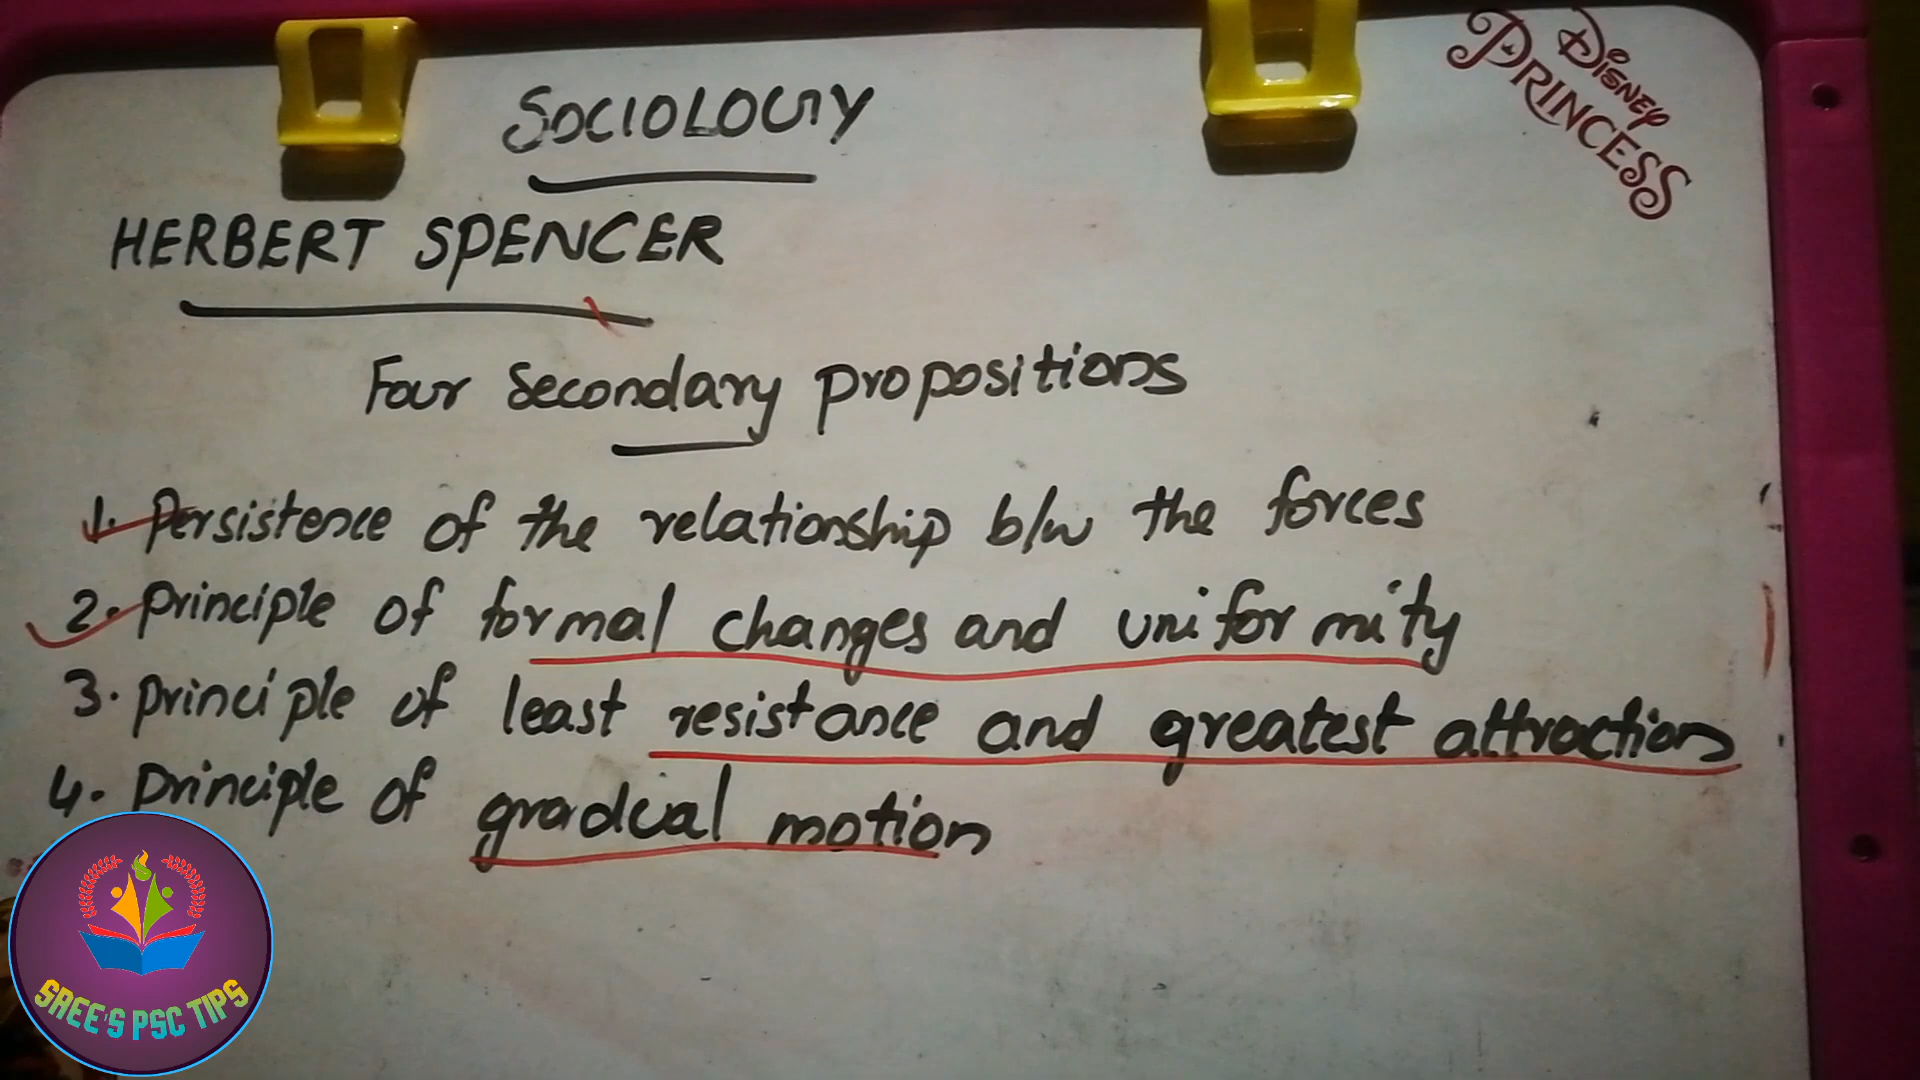 SOCIOLOGY
DISNEY
PRINCESS
HERBERT SPENCER
Four Secondary propositions
1. Persistence of the relationship b/w the forces
2. principle of formal changes and uniformity
3. principle of least resistance and greatest attraction
4. principle of gradual motion
SREE'S PSC TIPS